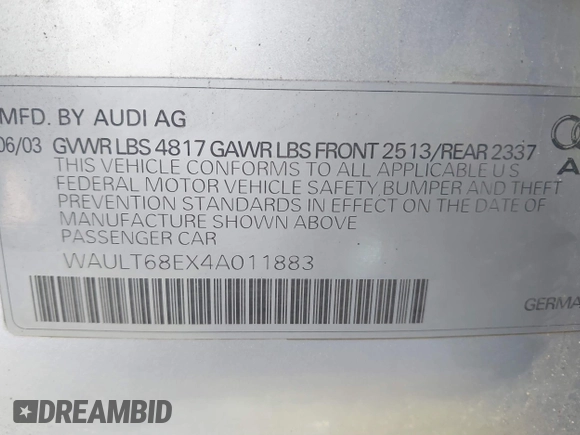 MFD. BY AUDI AG
06/03 GVWR LBS 4817 GAWR LBS FRONT 2513/REAR 2337
THIS VEHICLE CONFORMS TO ALL APPLICABLE U S
FEDERAL MOTOR VEHICLE SAFETY, BUMPER AND THEFT
PREVENTION STANDARDS IN EFFECT ON THE DATE OF
MANUFACTURE SHOWN ABOVE
PASSENGER CAR
WAULT68EX4A011883
DREAMBID